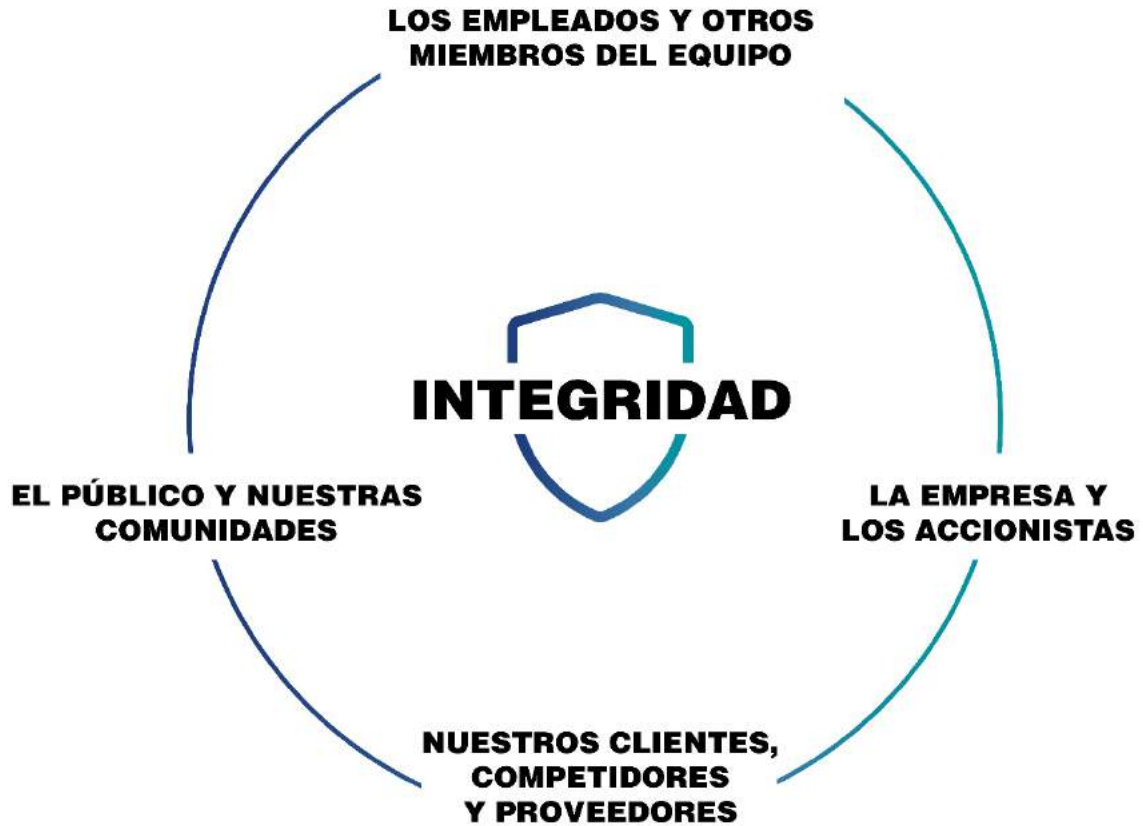 LOS EMPLEADOS Y OTROS
MIEMBROS DEL EQUIPO
INTEGRIDAD
EL PÚBLICO Y NUESTRAS
COMUNIDADES
LA EMPRESA Y
LOS ACCIONISTAS
NUESTROS CLIENTES,
COMPETIDORES
Y PROVEEDORES